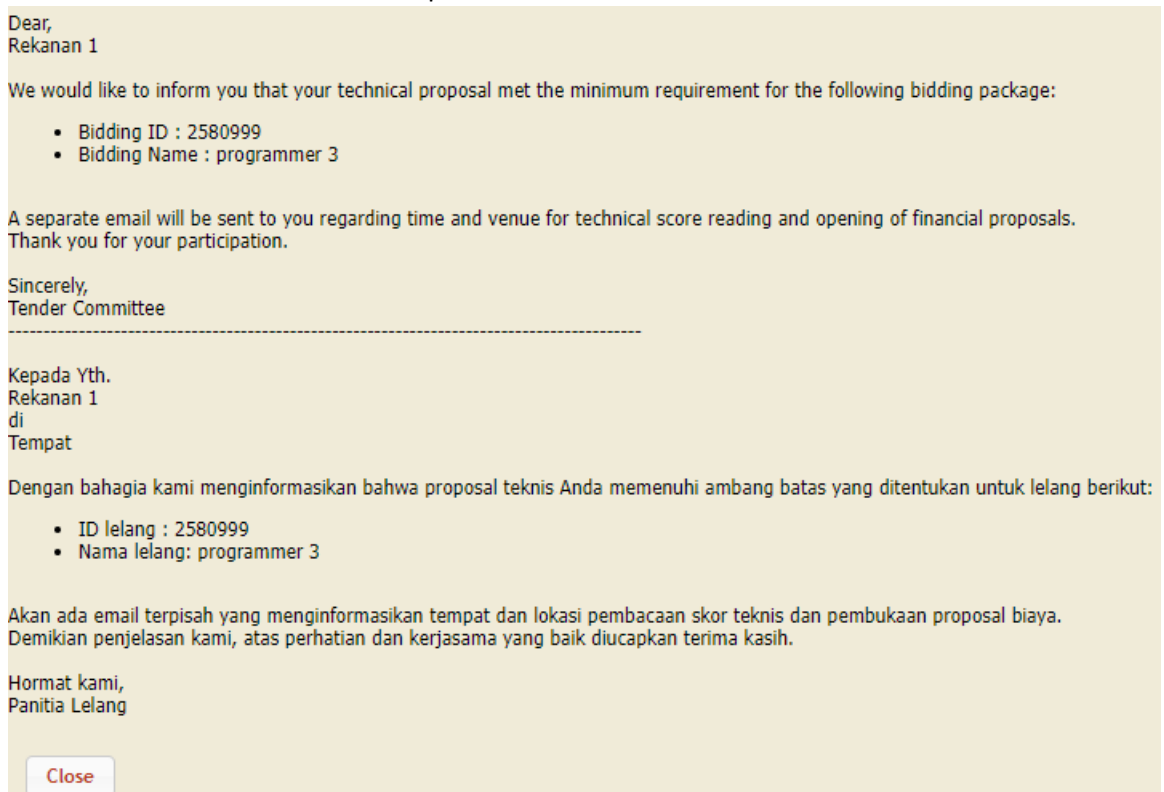 Dear,
Rekanan 1
We would like to inform you that your technical proposal met the minimum requirement for the following bidding package:
• Bidding ID : 2580999
• Bidding Name : programmer 3
A separate email will be sent to you regarding time and venue for technical score reading and opening of financial proposals.
Thank you for your participation.
Sincerely,
Tender Committee
------------------------------------------------------------------------------------------
Kepada Yth.
Rekanan 1
di
Tempat
Dengan bahagia kami menginformasikan bahwa proposal teknis Anda memenuhi ambang batas yang ditentukan untuk lelang berikut:
• ID lelang : 2580999
• Nama lelang: programmer 3
Akan ada email terpisah yang menginformasikan tempat dan lokasi pembacaan skor teknis dan pembukaan proposal biaya.
Demikian penjelasan kami, atas perhatian dan kerjasama yang baik diucapkan terima kasih.
Hormat kami,
Panitia Lelang
Close